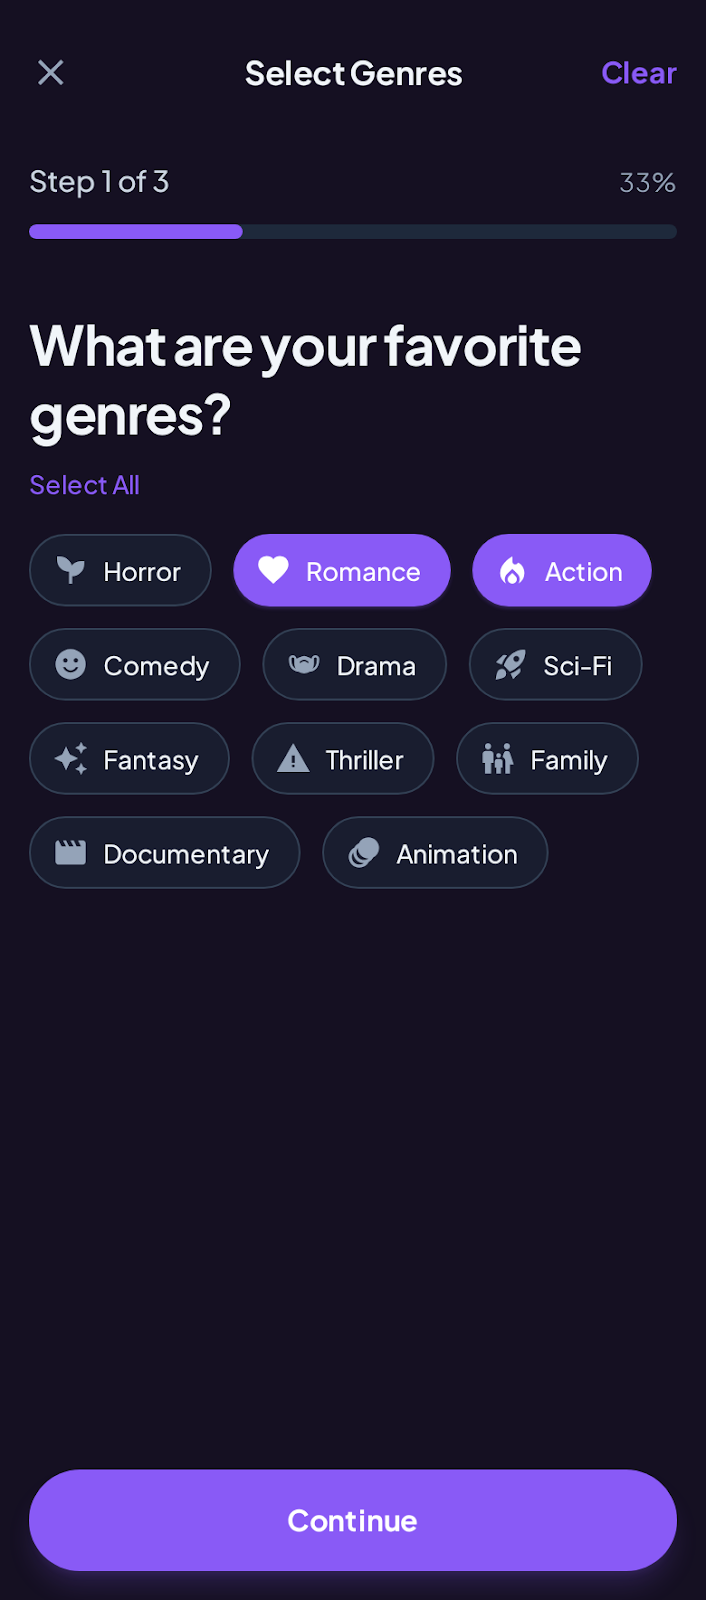 Select Genres
Clear
Step 1 of 3
33%
What are your favorite
genres?
Select All
Horror
Romance
Action
Comedy
Drama
Sci-Fi
Fantasy
Thriller
Family
Documentary
Animation
Continue